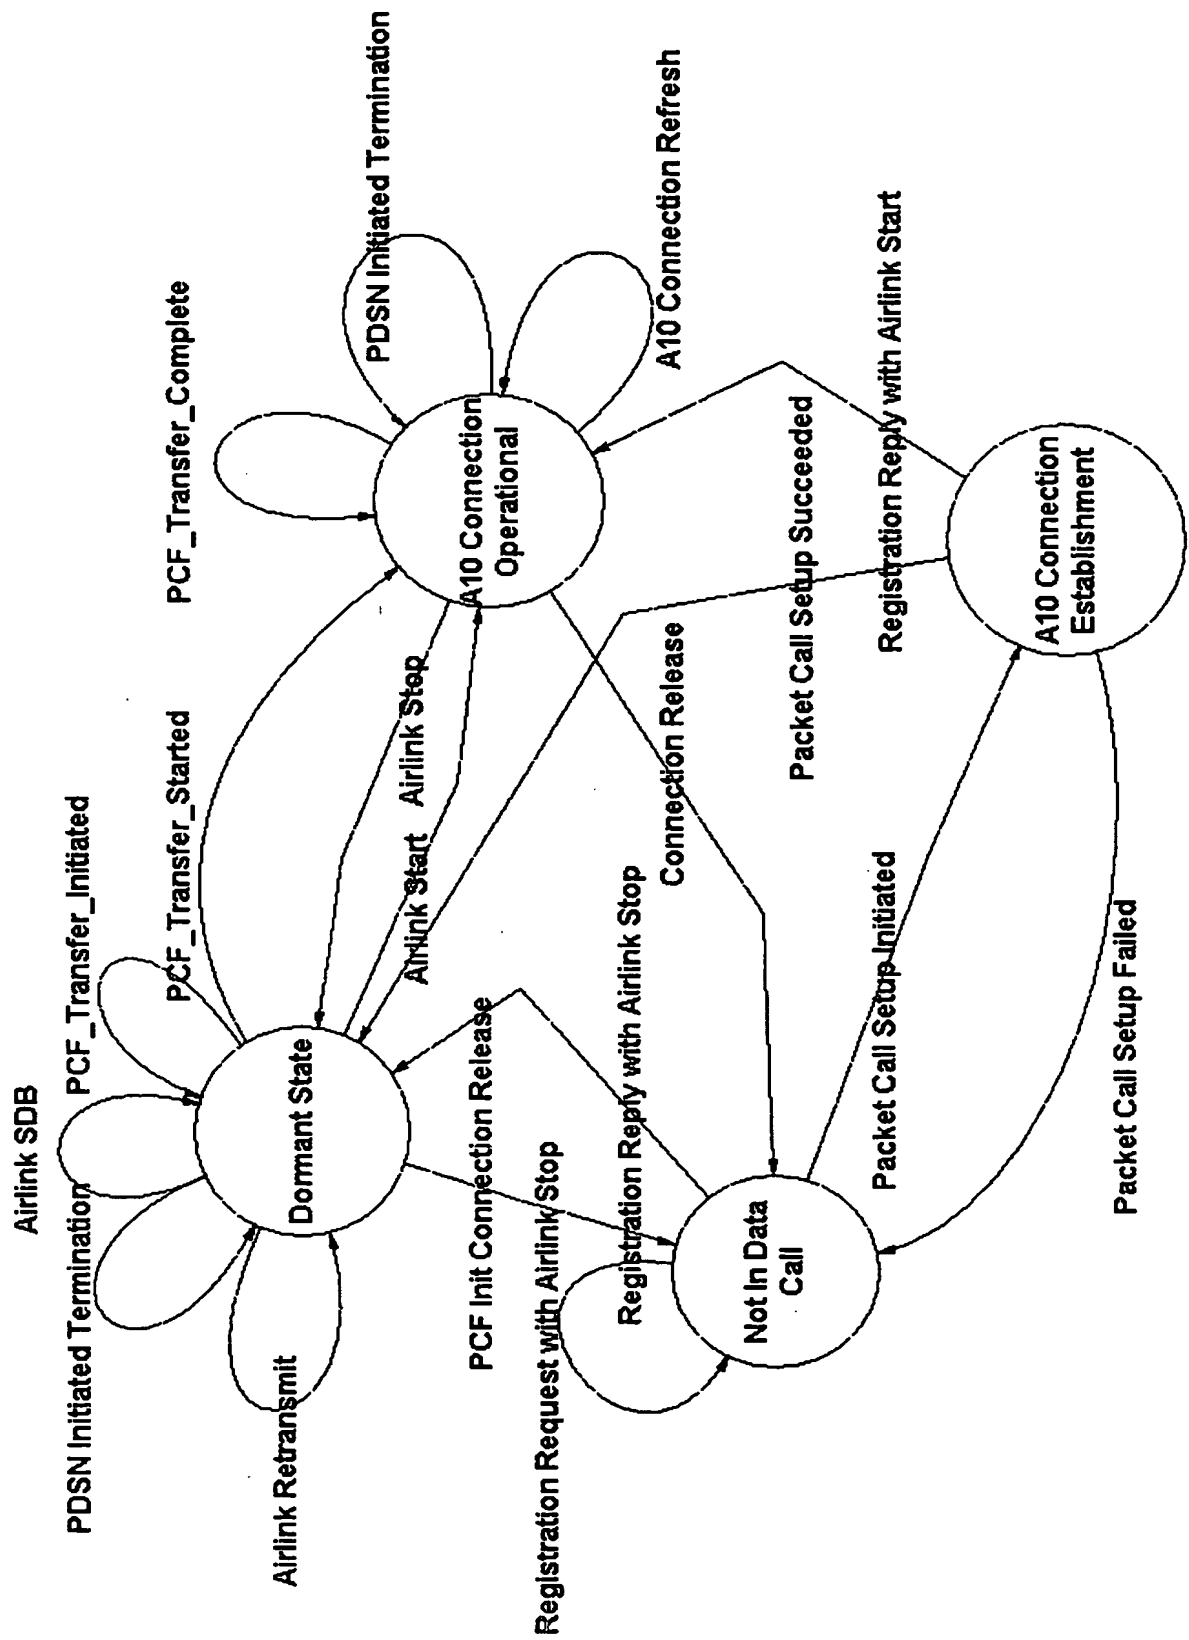 Airlink SDB
PDSN Initiated Termination
PCF_Transfer_Initiated
PCF_Transfer_Started
PCF_Transfer_Complete
Airlink Retransmit
Dormant State
Airlink Start
Airlink Stop
A10 Connection
Operational
PDSN Initiated Termination
A10 Connection Refresh
PCF Init Connection Release
Registration Request with Airlink Stop
Registration Reply with Airlink Stop
Connection Release
Packet Call Setup Succeeded
Registration Reply with Airlink Start
Not In Data
Call
Packet Call Setup Initiated
A10 Connection
Establishment
Packet Call Setup Failed